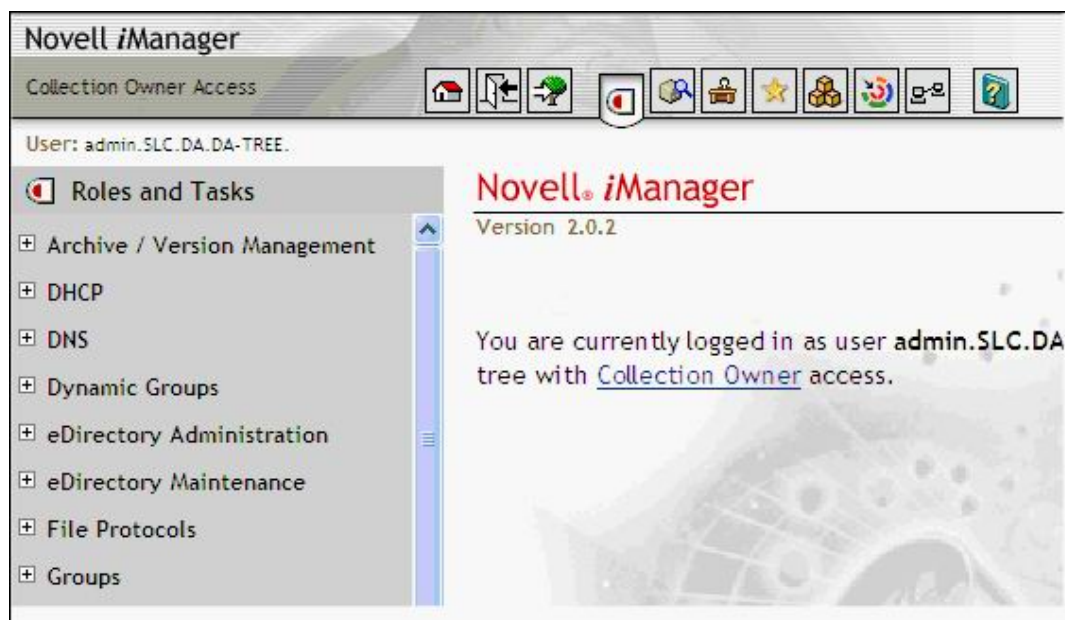 Novell iManager
Collection Owner Access
User: admin.SLC.DA.DA-TREE.
Roles and Tasks
Archive / Version Management
DHCP
DNS
Dynamic Groups
eDirectory Administration
eDirectory Maintenance
File Protocols
Groups
Novell® iManager
Version 2.0.2
You are currently logged in as user admin.SLC.DA
tree with Collection Owner access.